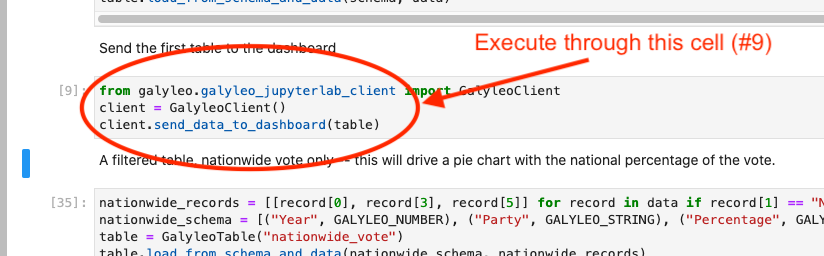 table.load_from_schema_and_data(schema, data)
Send the first table to the dashboard
Execute through this cell (#9)
[9]:
from galyleo.galyleo_jupyterlab_client import GalyleoClient
client = GalyleoClient()
client.send_data_to_dashboard(table)
A filtered table, nationwide vote only -- this will drive a pie chart with the national percentage of the vote.
[35]:
nationwide_records = [[record[0], record[3], record[5]] for record in data if record[1] == "N
nationwide_schema = [("Year", GALYLEO_NUMBER), ("Party", GALYLEO_STRING), ("Percentage", GALY
table = GalyleoTable("nationwide_vote")
table.load_from_schema_and_data(nationwide_schema, nationwide_records)